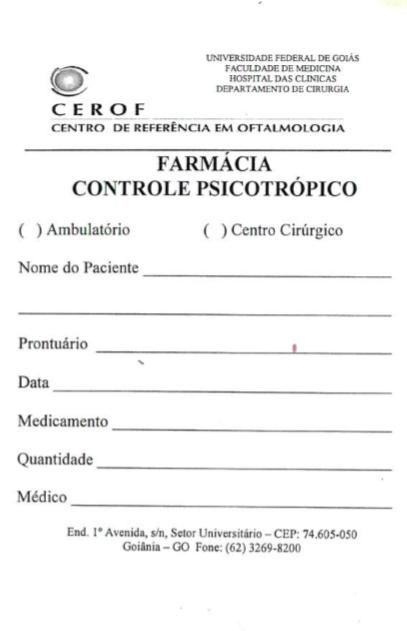 UNIVERSIDADE FEDERAL DE GOIÁS
FACULDADE DE MEDICINA
HOSPITAL DAS CLINICAS
DEPARTAMENTO DE CIRURGIA
CEROF
CENTRO DE REFERÊNCIA EM OFTALMOLOGIA
FARMÁCIA
CONTROLE PSICOTRÓPICO
( ) Ambulatório ( ) Centro Cirúrgico
Nome do Paciente
Prontuário
Data
Medicamento
Quantidade
Médico
End. 1ª Avenida, s/n, Setor Universitário – CEP: 74.605-050
Goiânia – GO Fone: (62) 3269-8200